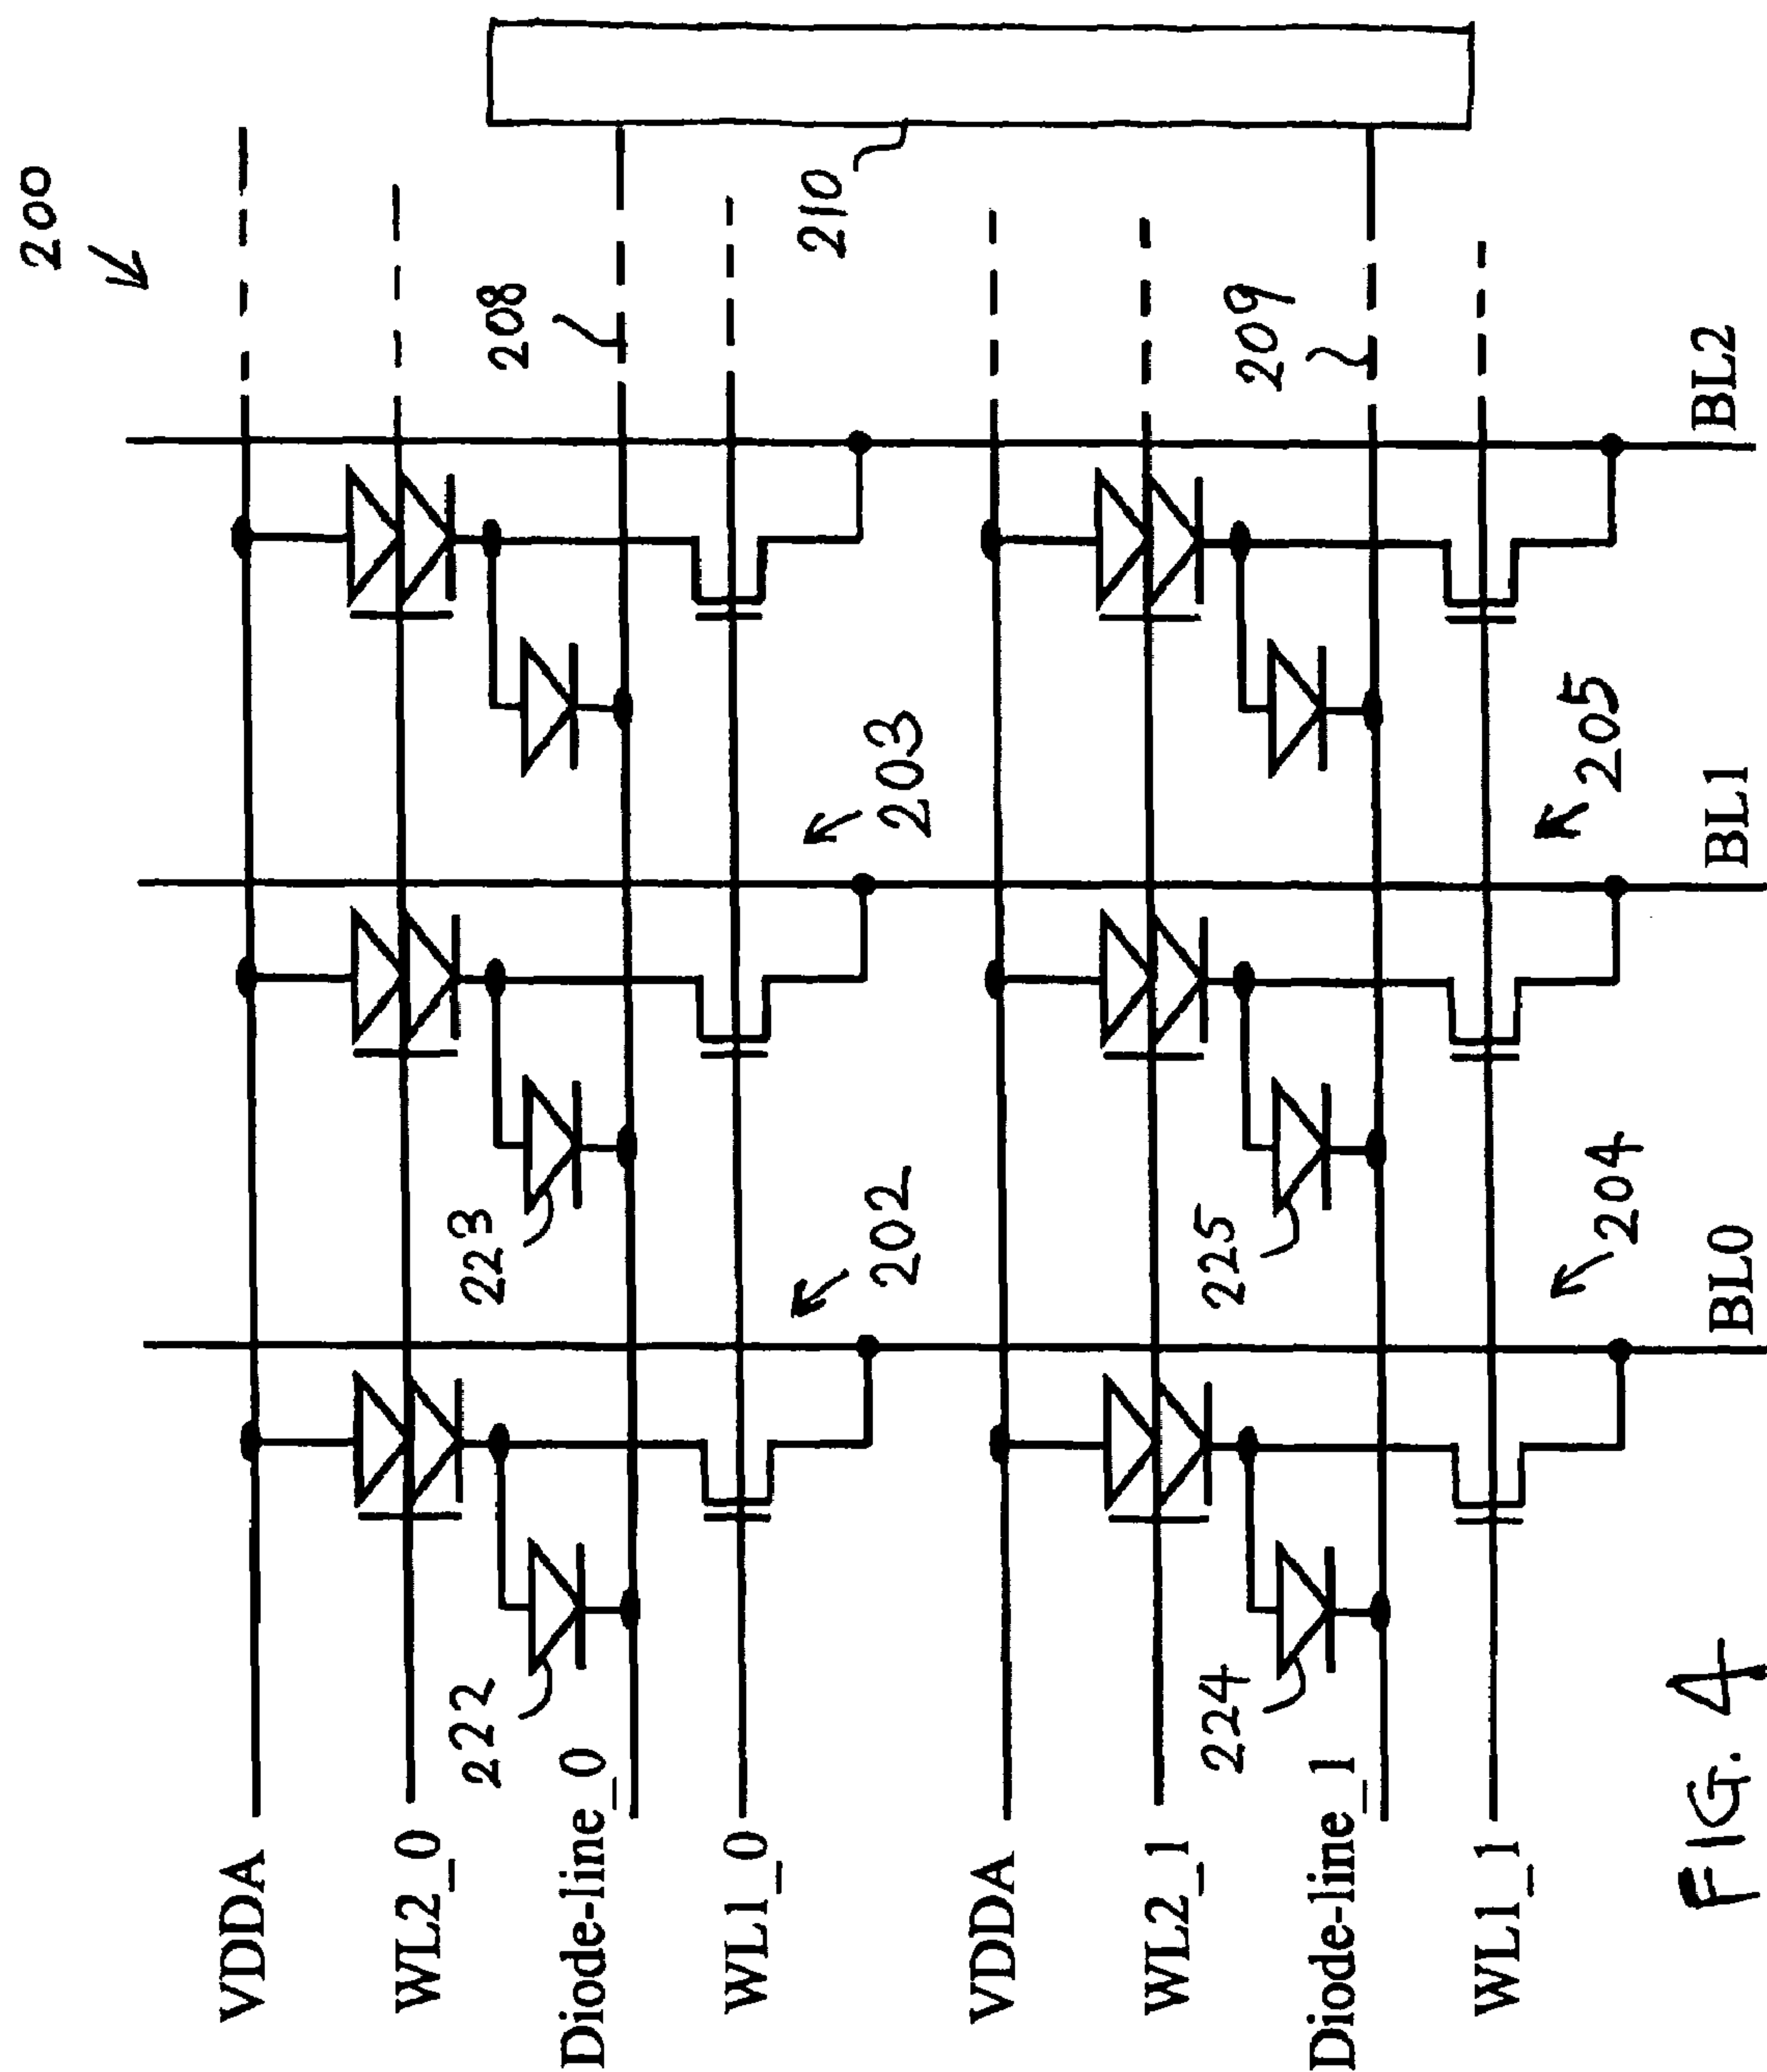 200
VDDA
WL2_0
222
223
208
Diode-line_0
WL1_0
210
202
203
VDDA
WL2_1
224
225
209
Diode-line_1
WL1_1
204
205
BL0
BL1
BL2
FIG. 4